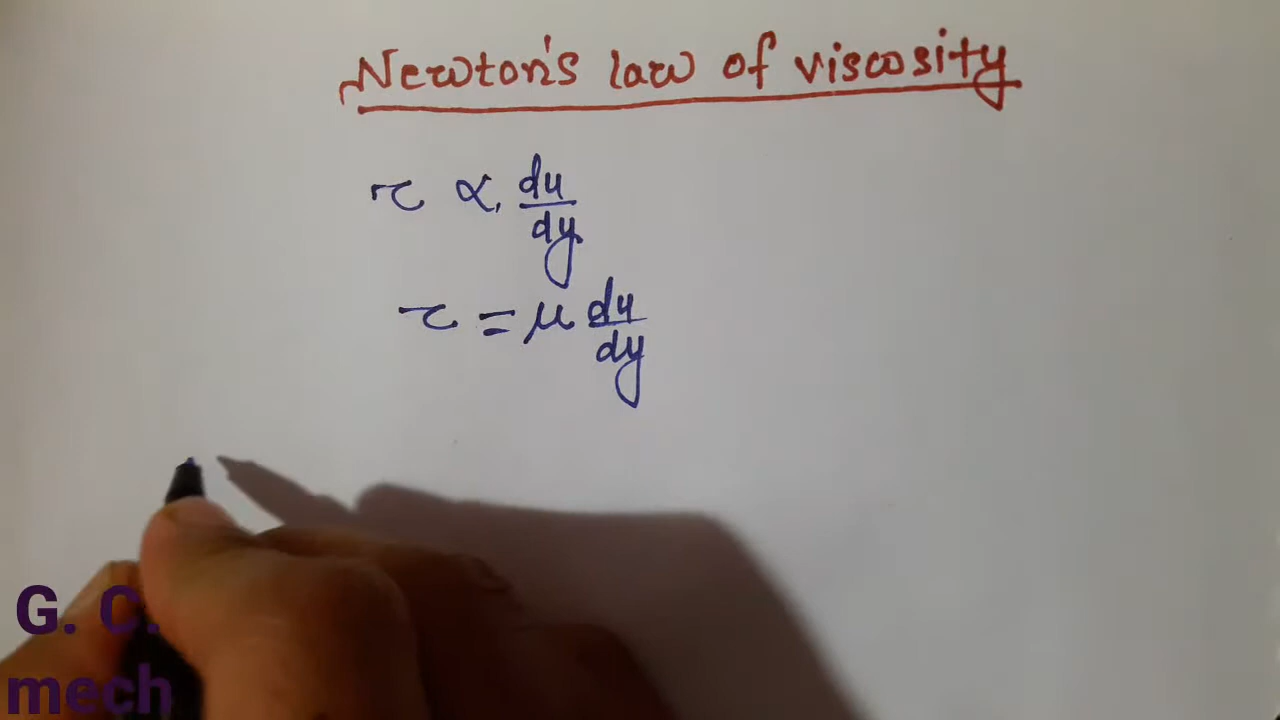 Newton's law of viscosity
τ ∝ du/dy
τ = μ du/dy
G. C.
mech